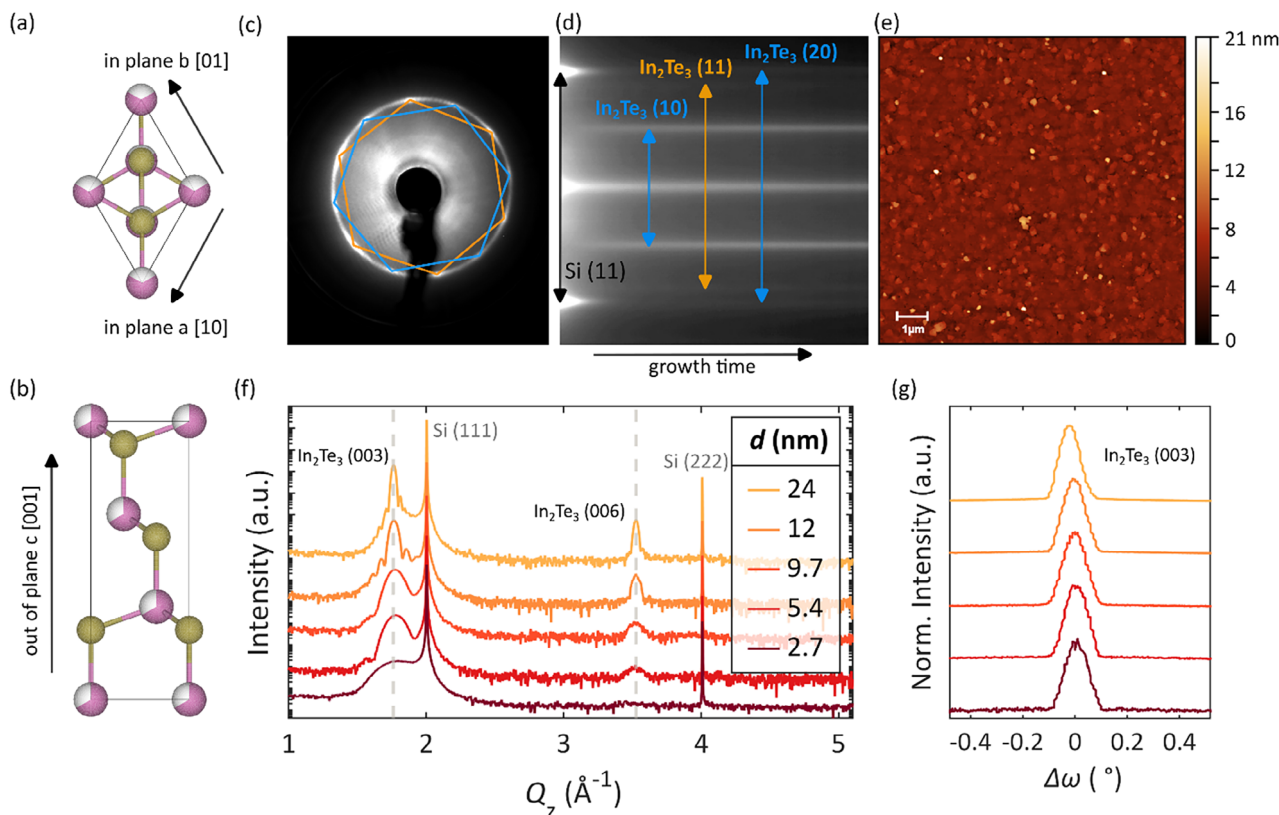 (a)
in plane b [01]
in plane a [10]
(b)
out of plane c [001]
(c)
(d)
In₂Te₃ (20)
In₂Te₃ (11)
In₂Te₃ (10)
Si (11)
growth time
(e)
21 nm
16
12
8
4
0
1μm
(f)
Intensity (a.u.)
In₂Te₃ (003)
Si (111)
In₂Te₃ (006)
Si (222)
d (nm)
24
12
9.7
5.4
2.7
1
2
3
4
5
Q_z (Å⁻¹)
(g)
Norm. Intensity (a.u.)
In₂Te₃ (003)
-0.4
-0.2
0
0.2
0.4
Δω ( °)